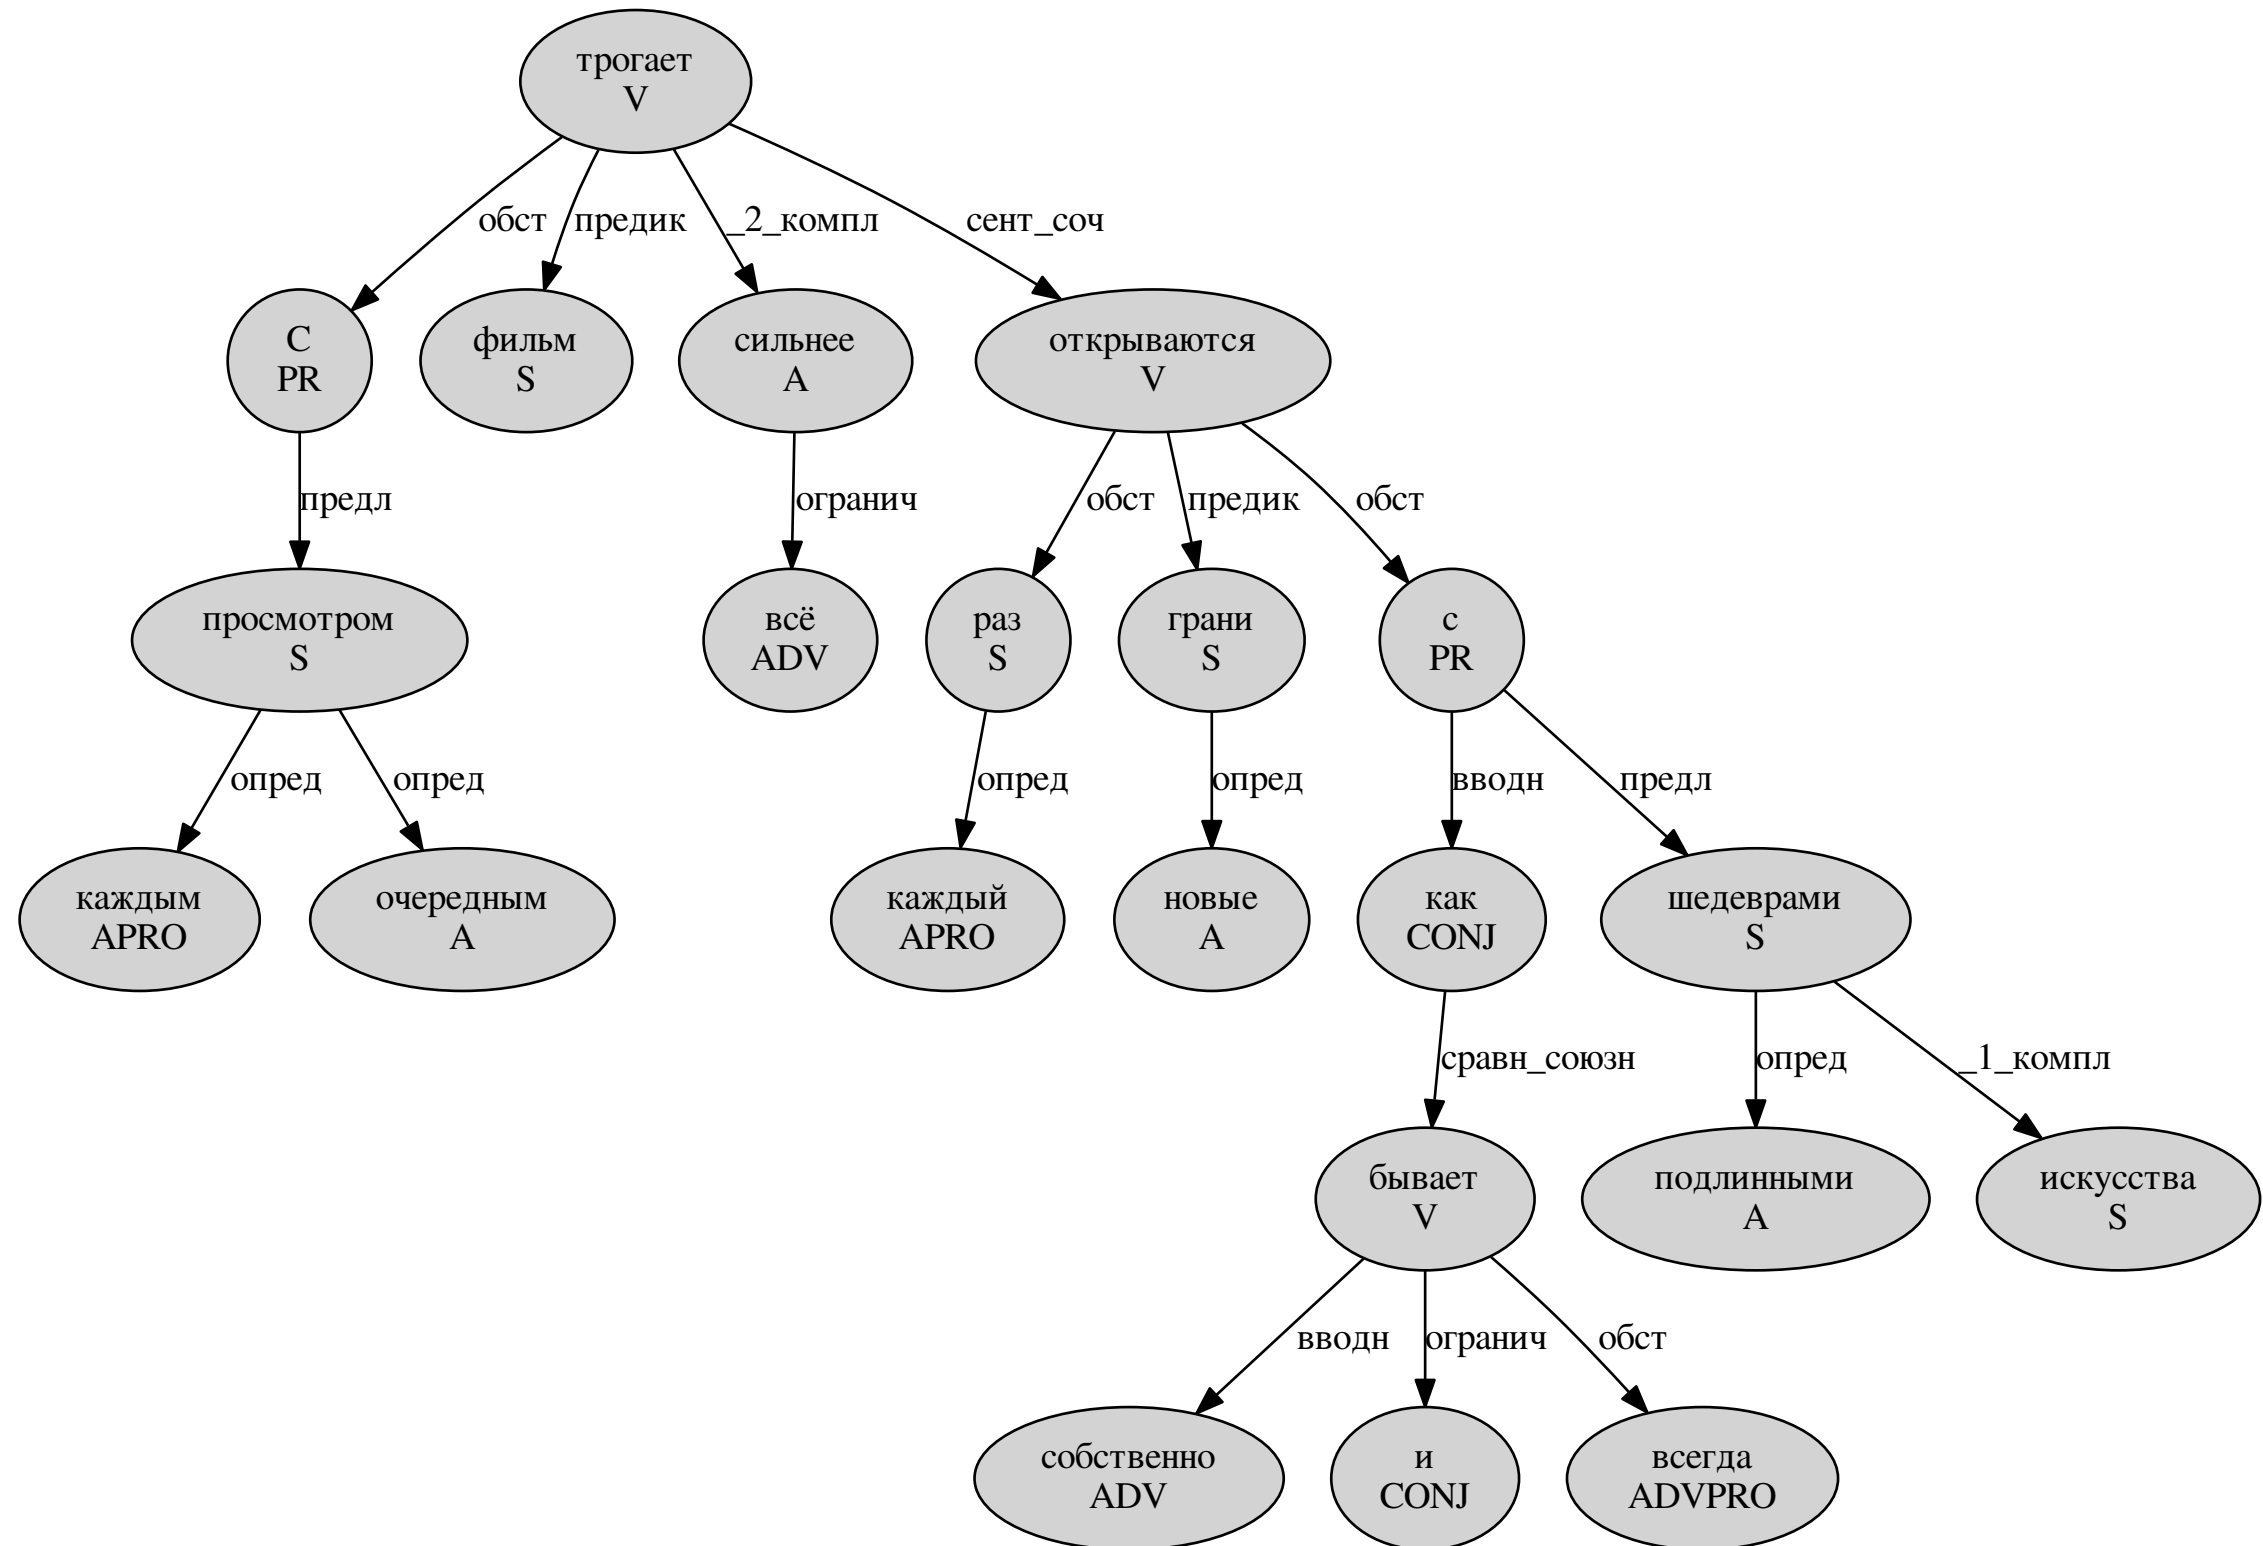 трогает
V
обст
предик
_2_компл
сент_соч
С
PR
фильм
S
сильнее
A
открываются
V
предл
огранич
обст
предик
обст
просмотром
S
всё
ADV
раз
S
грани
S
с
PR
опред
опред
опред
опред
вводн
предл
каждым
APRO
очередным
A
каждый
APRO
новые
A
как
CONJ
шедеврами
S
сравн_союзн
опред
_1_компл
бывает
V
подлинными
A
искусства
S
вводн
огранич
обст
собственно
ADV
и
CONJ
всегда
ADVPRO